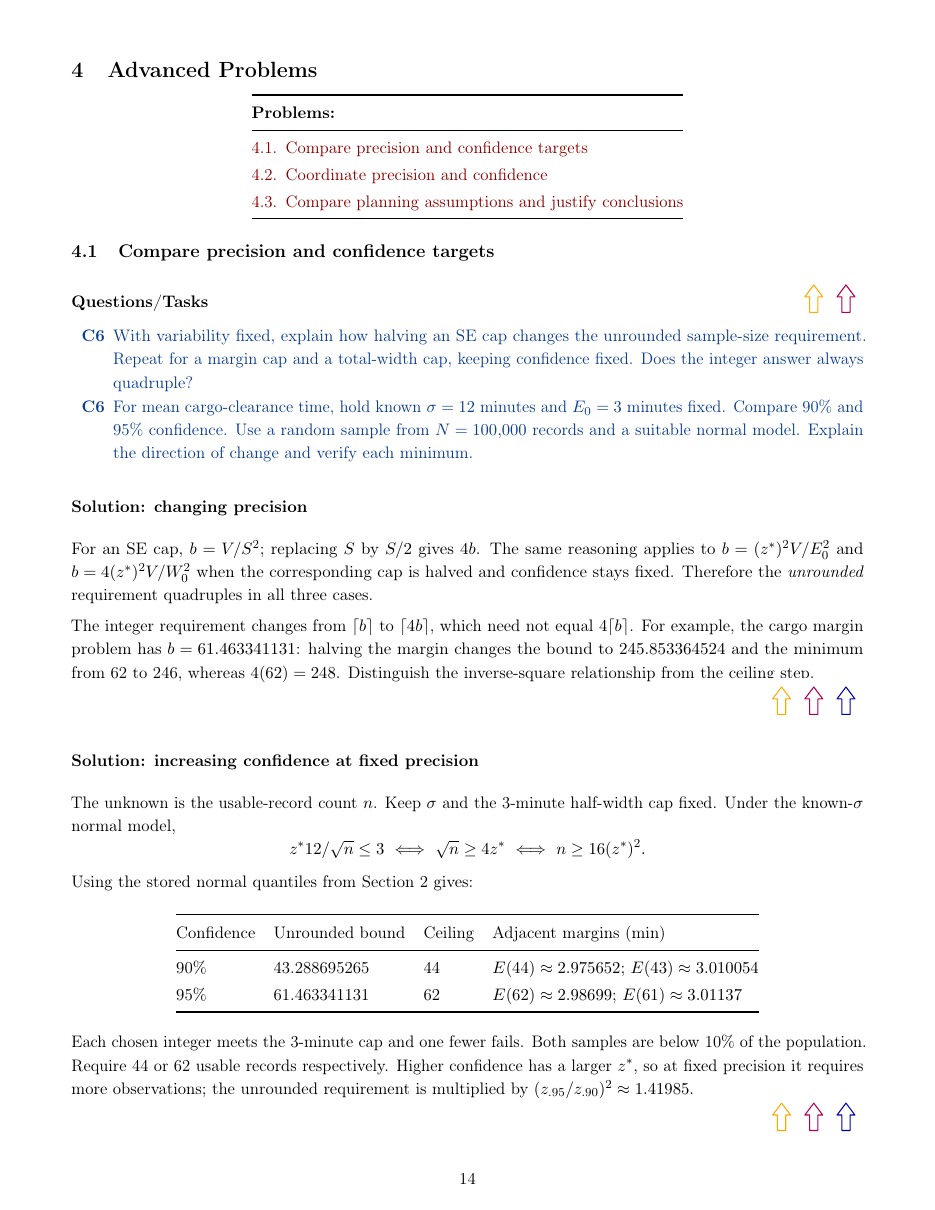 4 Advanced Problems
Problems:
4.1. Compare precision and confidence targets
4.2. Coordinate precision and confidence
4.3. Compare planning assumptions and justify conclusions
4.1 Compare precision and confidence targets
Questions/Tasks
C6 With variability fixed, explain how halving an SE cap changes the unrounded sample-size requirement.
Repeat for a margin cap and a total-width cap, keeping confidence fixed. Does the integer answer always
quadruple?
C6 For mean cargo-clearance time, hold known σ = 12 minutes and E₀ = 3 minutes fixed. Compare 90% and
95% confidence. Use a random sample from N = 100,000 records and a suitable normal model. Explain
the direction of change and verify each minimum.
Solution: changing precision
For an SE cap, b = V/S²; replacing S by S/2 gives 4b. The same reasoning applies to b = (z*)²V/E₀² and
b = 4(z*)²V/W₀² when the corresponding cap is halved and confidence stays fixed. Therefore the unrounded
requirement quadruples in all three cases.
The integer requirement changes from ⌈b⌉ to ⌈4b⌉, which need not equal 4⌈b⌉. For example, the cargo margin
problem has b = 61.463341131: halving the margin changes the bound to 245.853364524 and the minimum
from 62 to 246, whereas 4(62) = 248. Distinguish the inverse-square relationship from the ceiling step.
Solution: increasing confidence at fixed precision
The unknown is the usable-record count n. Keep σ and the 3-minute half-width cap fixed. Under the known-σ
normal model,
z*12/√n ≤ 3 ⟺ √n ≥ 4z* ⟺ n ≥ 16(z*)².
Using the stored normal quantiles from Section 2 gives:
Confidence Unrounded bound Ceiling Adjacent margins (min)
90% 43.288695265 44 E(44) ≈ 2.975652; E(43) ≈ 3.010054
95% 61.463341131 62 E(62) ≈ 2.98699; E(61) ≈ 3.01137
Each chosen integer meets the 3-minute cap and one fewer fails. Both samples are below 10% of the population.
Require 44 or 62 usable records respectively. Higher confidence has a larger z*, so at fixed precision it requires
more observations; the unrounded requirement is multiplied by (z.₉₅/z.₉₀)² ≈ 1.41985.
14